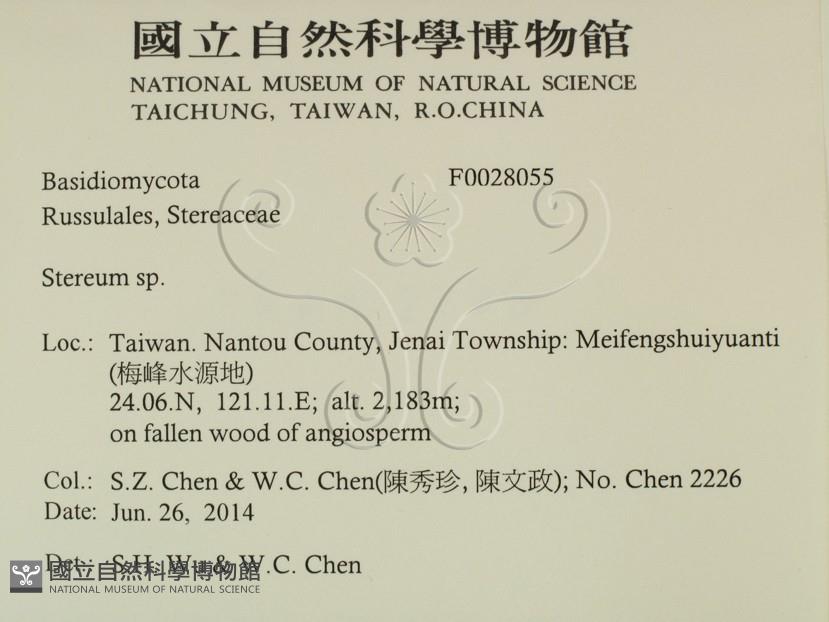 國立自然科學博物館
NATIONAL MUSEUM OF NATURAL SCIENCE
TAICHUNG, TAIWAN, R.O.CHINA
Basidiomycota F0028055
Russulales, Stereaceae
Stereum sp.
Loc.: Taiwan. Nantou County, Jenai Township: Meifengshuiyuanti
(梅峰水源地)
24.06.N, 121.11.E; alt. 2,183m;
on fallen wood of angiosperm
Col.: S.Z. Chen & W.C. Chen(陳秀珍, 陳文政); No. Chen 2226
Date: Jun. 26, 2014
Det.: S.H. Wu & W.C. Chen
國立自然科學博物館
NATIONAL MUSEUM OF NATURAL SCIENCE